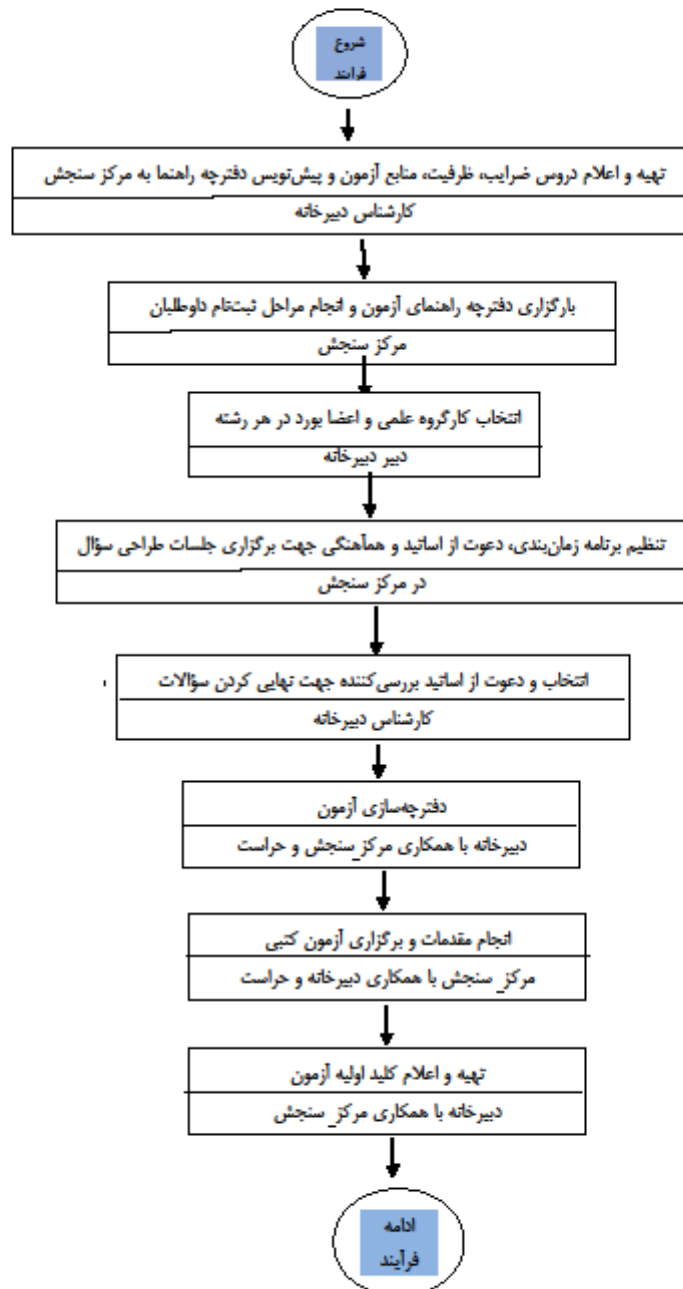 شروع
فرایند
تهیه و اعلام دروس ضرایب، ظرفیت، منابع آزمون و پیش‌نویس دفترچه راهنما به مرکز سنجش
کارشناس دبیرخانه
بارگزاری دفترچه راهنمای آزمون و انجام مراحل ثبت‌نام داوطلبان
مرکز سنجش
انتخاب کارگروه علمی و اعضا بورد در هر رشته
دبیر دبیرخانه
تنظیم برنامه زمان‌بندی، دعوت از اساتید و همآهنگی جهت برگزاری جلسات طراحی سؤال
در مرکز سنجش
انتخاب و دعوت از اساتید بررسی‌کننده جهت نهایی کردن سؤالات
کارشناس دبیرخانه
دفترچه‌سازی آزمون
دبیرخانه با همکاری مرکز سنجش و حراست
انجام مقدمات و برگزاری آزمون کتبی
مرکز سنجش با همکاری دبیرخانه و حراست
تهیه و اعلام کلید اولیه آزمون
دبیرخانه با همکاری مرکز سنجش
ادامه
فرآیند